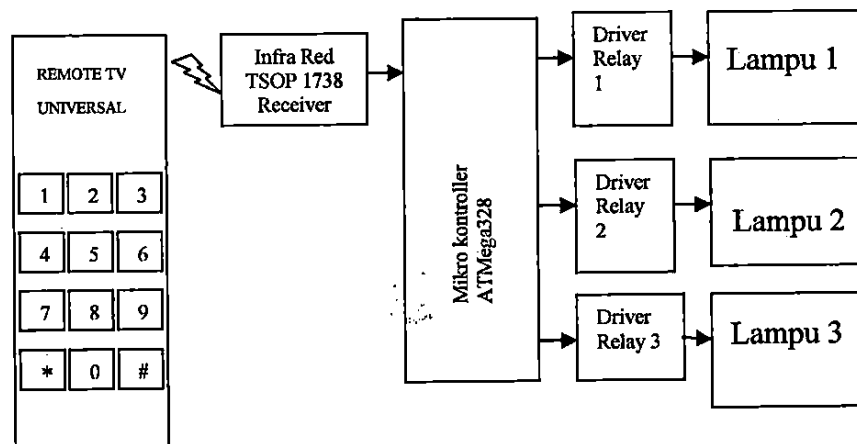 REMOTE TV
UNIVERSAL
1 2 3
4 5 6
7 8 9
* 0 #
Infra Red
TSOP 1738
Receiver
Mikro kontroller
ATMega328
Driver
Relay
1
Lampu 1
Driver
Relay
2
Lampu 2
Driver
Relay 3
Lampu 3